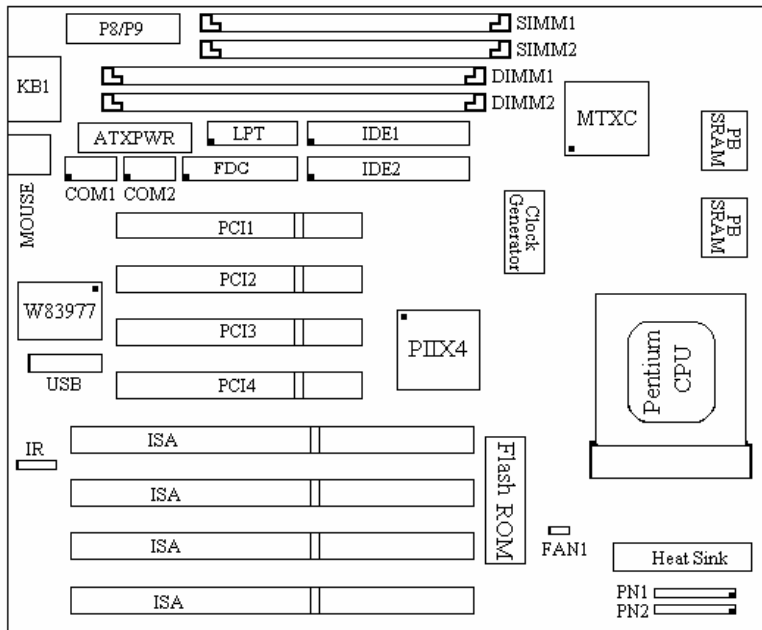 P8/P9
SIMM1
SIMM2
KB1
DIMM1
DIMM2
MTXC
ATXPWR
LPT
IDE1
PB
SRAM
COM1
COM2
FDC
IDE2
MOUSE
PCI1
Clock
Generator
PB
SRAM
PCI2
W83977
PCI3
PIIX4
Pentium
CPU
USB
PCI4
IR
ISA
Flash ROM
ISA
ISA
FAN1
Heat Sink
PN1
PN2
ISA